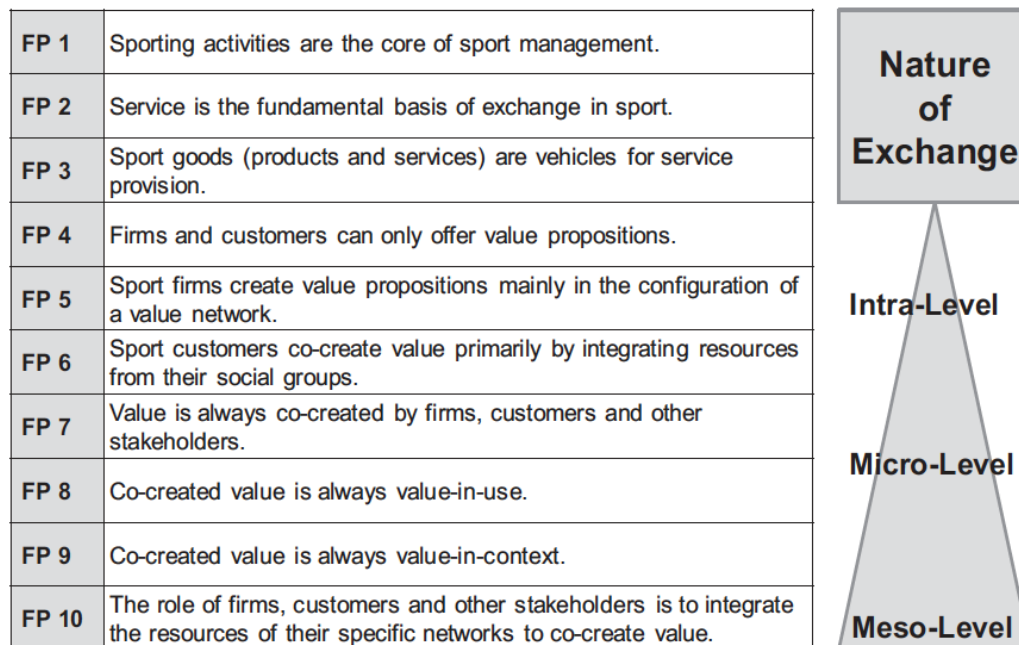 FP 1 Sporting activities are the core of sport management.
FP 2 Service is the fundamental basis of exchange in sport.
FP 3 Sport goods (products and services) are vehicles for service
provision.
FP 4 Firms and customers can only offer value propositions.
FP 5 Sport firms create value propositions mainly in the configuration of
a value network.
FP 6 Sport customers co-create value primarily by integrating resources
from their social groups.
FP 7 Value is always co-created by firms, customers and other
stakeholders.
FP 8 Co-created value is always value-in-use.
FP 9 Co-created value is always value-in-context.
FP 10 The role of firms, customers and other stakeholders is to integrate
the resources of their specific networks to co-create value.
Nature
of
Exchange
Intra-Level
Micro-Level
Meso-Level